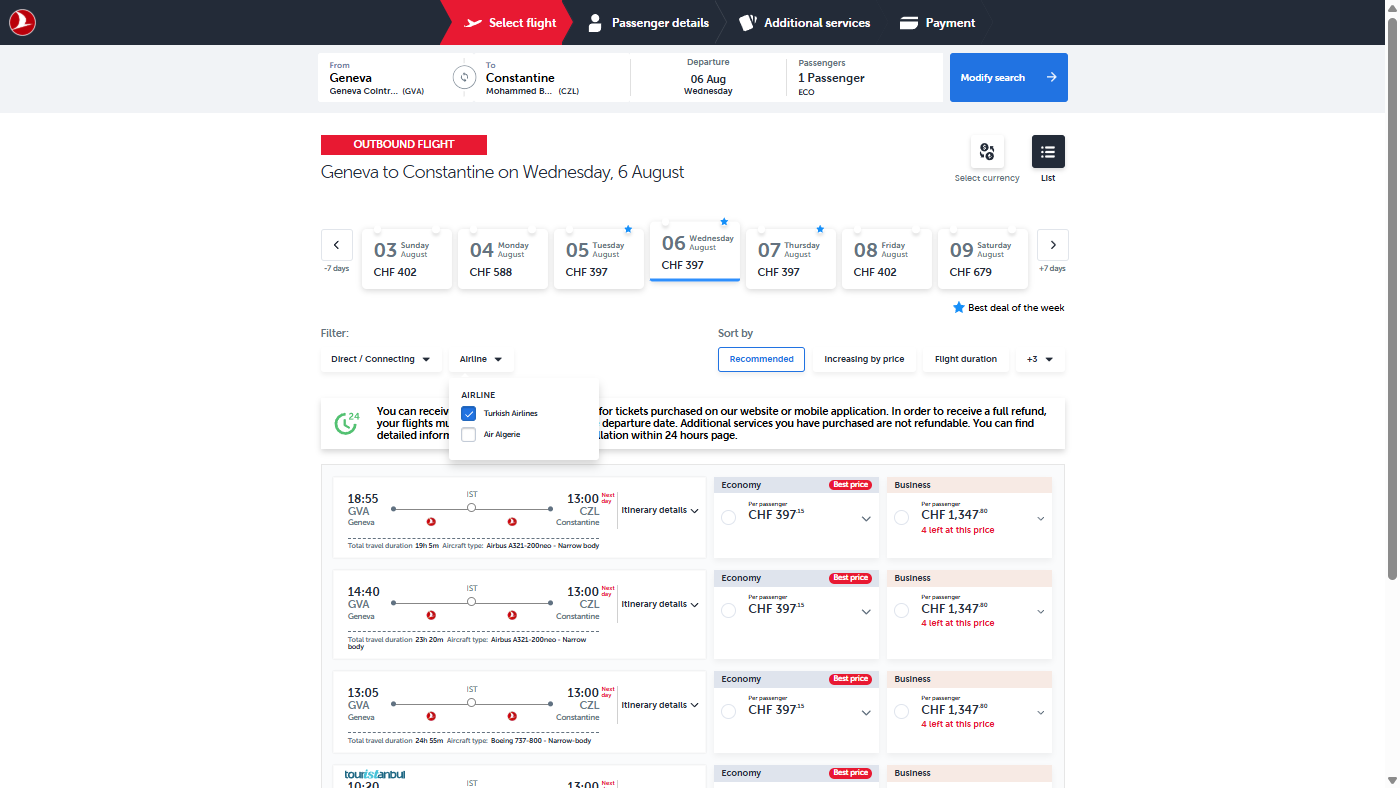 Select flight
Passenger details
Additional services
Payment
From
Geneva
Geneva Cointr... (GVA)
To
Constantine
Mohammed B... (CZL)
Departure
06 Aug
Wednesday
Passengers
1 Passenger
ECO
Modify search
OUTBOUND FLIGHT
Geneva to Constantine on Wednesday, 6 August
Select currency
List
-7 days
03 Sunday August
CHF 402
04 Monday August
CHF 588
05 Tuesday August
CHF 397
06 Wednesday August
CHF 397
07 Thursday August
CHF 397
08 Friday August
CHF 402
09 Saturday August
CHF 679
+7 days
Best deal of the week
Filter:
Sort by
Direct / Connecting
Airline
Recommended
Increasing by price
Flight duration
+3
AIRLINE
Turkish Airlines
Air Algerie
24
You can receiv for tickets purchased on our website or mobile application. In order to receive a full refund,
your flights mu departure date. Additional services you have purchased are not refundable. You can find
detailed inform llation within 24 hours page.
18:55
GVA
Geneva
IST
13:00 Next day
CZL
Constantine
Itinerary details
Total travel duration 19h 5m Aircraft type: Airbus A321-200neo - Narrow body
Economy
Best price
Per passenger
CHF 397.15
Business
Per passenger
CHF 1,347.80
4 left at this price
14:40
GVA
Geneva
IST
13:00 Next day
CZL
Constantine
Itinerary details
Total travel duration 23h 20m Aircraft type: Airbus A321-200neo - Narrow
body
Economy
Best price
Per passenger
CHF 397.15
Business
Per passenger
CHF 1,347.80
4 left at this price
13:05
GVA
Geneva
IST
13:00 Next day
CZL
Constantine
Itinerary details
Total travel duration 24h 55m Aircraft type: Boeing 737-800 - Narrow-body
Economy
Best price
Per passenger
CHF 397.15
Business
Per passenger
CHF 1,347.80
4 left at this price
touristanbul
10:20
IST
13:00 Next
Economy
Best price
Business